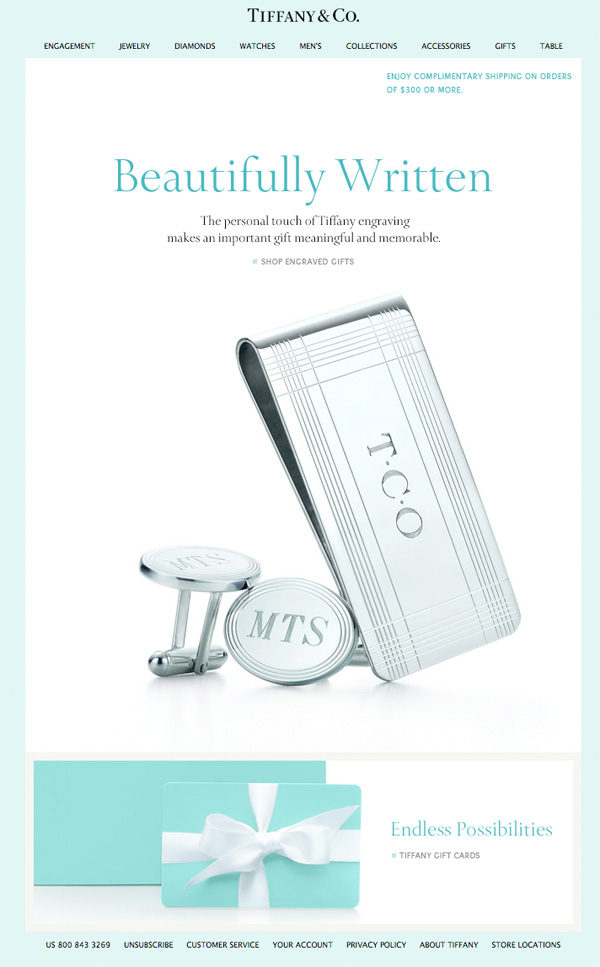 TIFFANY & CO.
ENGAGEMENT JEWELRY DIAMONDS WATCHES MEN'S COLLECTIONS ACCESSORIES GIFTS TABLE
ENJOY COMPLIMENTARY SHIPPING ON ORDERS
OF $300 OR MORE.
Beautifully Written
The personal touch of Tiffany engraving
makes an important gift meaningful and memorable.
SHOP ENGRAVED GIFTS
T·C·O
MTS
MTS
Endless Possibilities
TIFFANY GIFT CARDS
US 800 843 3269 UNSUBSCRIBE CUSTOMER SERVICE YOUR ACCOUNT PRIVACY POLICY ABOUT TIFFANY STORE LOCATIONS